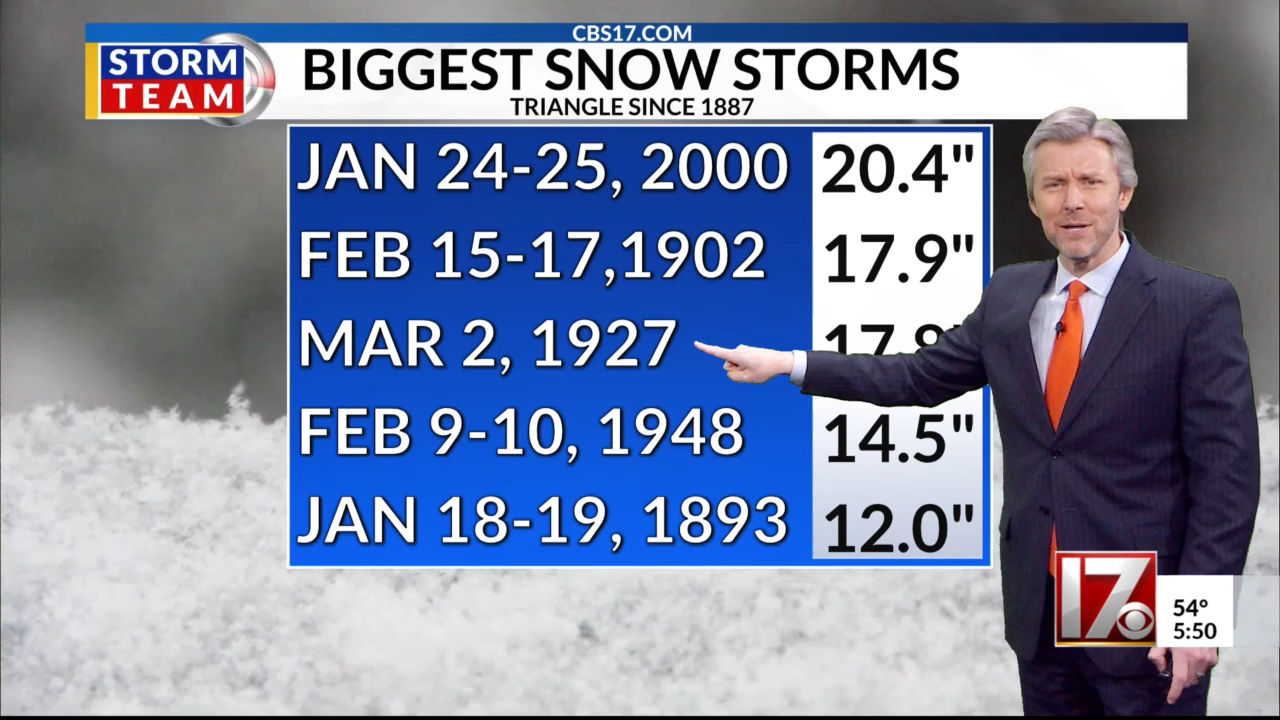 CBS17.COM
STORM
TEAM
BIGGEST SNOW STORMS
TRIANGLE SINCE 1887
JAN 24-25, 2000 20.4"
FEB 15-17,1902 17.9"
MAR 2, 1927
FEB 9-10, 1948 14.5"
JAN 18-19, 1893 12.0"
17
54°
5:50